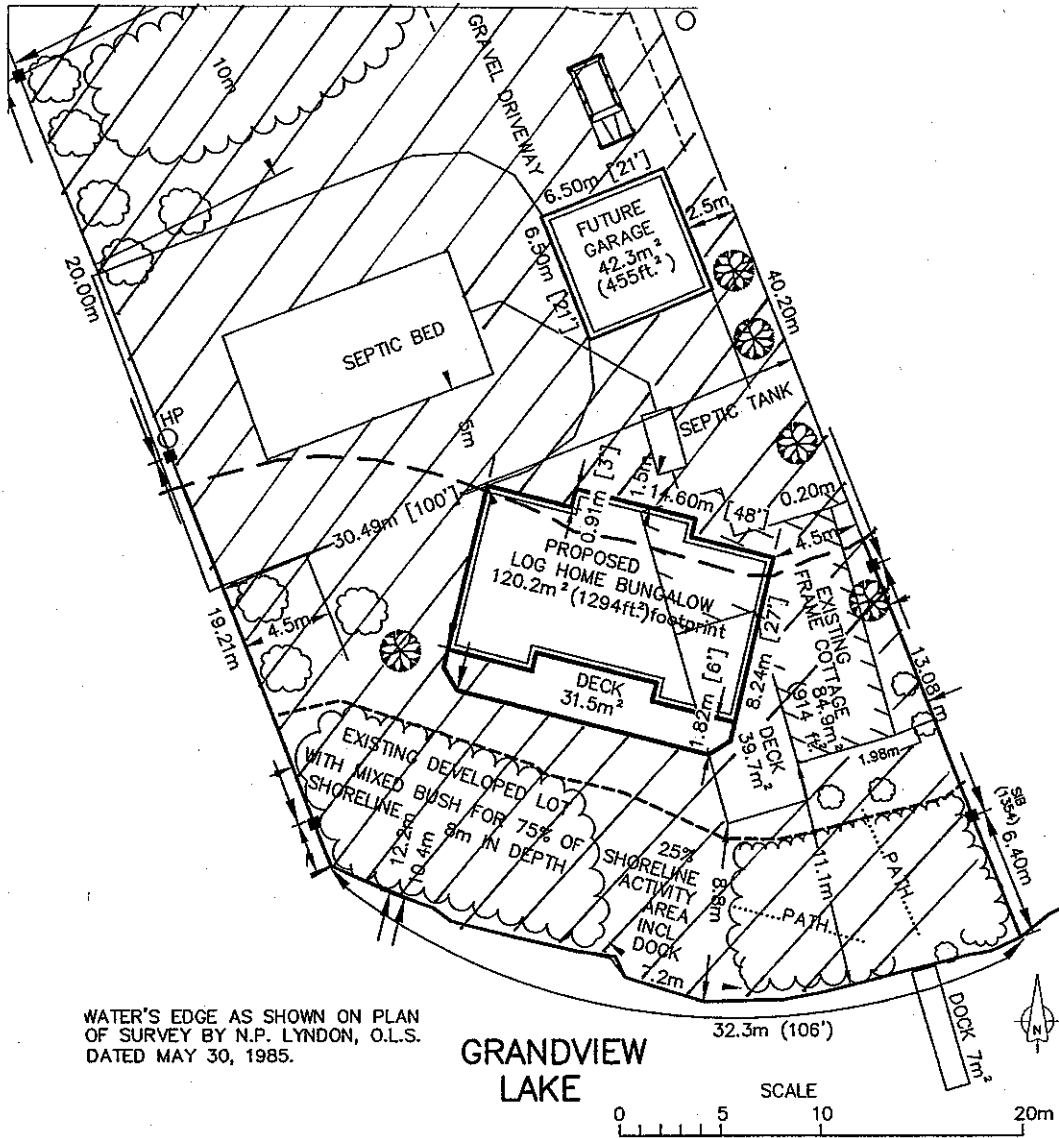 10m
GRAVEL DRIVEWAY
6.50m [21']
6.50m [21']
FUTURE
GARAGE
42.3m²
(455ft.²)
2.5m
20.00m
40.20m
SEPTIC BED
HP
5m
SEPTIC TANK
1.5m
0.91m [3']
14.60m [48']
0.20m
4.5m
30.49m [100']
PROPOSED
LOG HOME BUNGALOW
120.2m² (1294ft²)footprint
EXISTING
FRAME COTTAGE
84.9m²
(914 ft.²
19.21m
4.5m
8.24m [27']
1.82m [6']
13.081m
DECK
31.5m²
DECK
39.7m²
1.98m
SIB
(1354)
6.40m
EXISTING DEVELOPED LOT
WITH MIXED BUSH FOR 75% OF
SHORELINE 8m IN DEPTH
12.2m
10.4m
25%
SHORELINE
ACTIVITY
AREA
INCL.
DOCK
7.2m
8.8m
11.1m
PATH
PATH
32.3m (106')
DOCK 7m²
N
WATER'S EDGE AS SHOWN ON PLAN
OF SURVEY BY N.P. LYNDON, O.L.S.
DATED MAY 30, 1985.
GRANDVIEW
LAKE
SCALE
0 5 10 20m